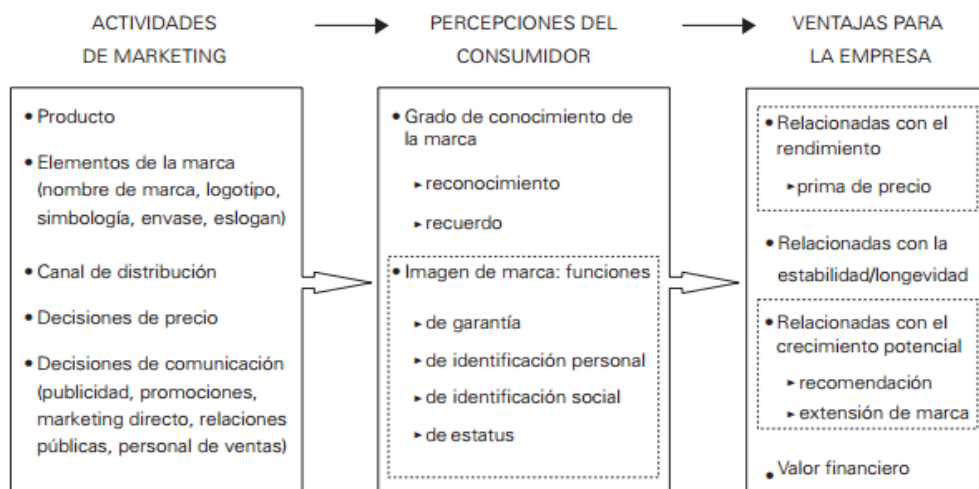 ACTIVIDADES
DE MARKETING
PERCEPCIONES DEL
CONSUMIDOR
VENTAJAS PARA
LA EMPRESA
• Producto
• Elementos de la marca
(nombre de marca, logotipo,
simbología, envase, eslogan)
• Canal de distribución
• Decisiones de precio
• Decisiones de comunicación
(publicidad, promociones,
marketing directo, relaciones
públicas, personal de ventas)
• Grado de conocimiento de
la marca
► reconocimiento
► recuerdo
• Imagen de marca: funciones
► de garantía
► de identificación personal
► de identificación social
► de estatus
• Relacionadas con el
rendimiento
► prima de precio
• Relacionadas con la
estabilidad/longevidad
• Relacionadas con el
crecimiento potencial
► recomendación
► extensión de marca
• Valor financiero